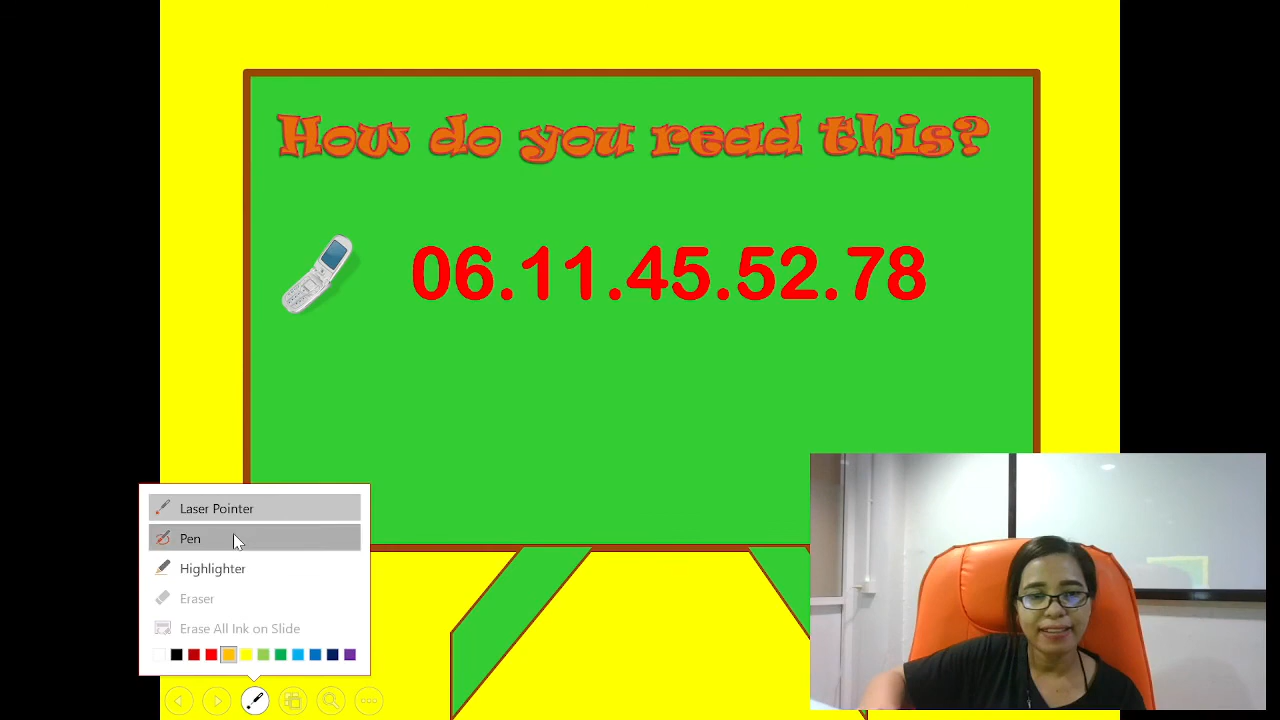 How do you read this?
06.11.45.52.78
Laser Pointer
Pen
Highlighter
Eraser
Erase All Ink on Slide